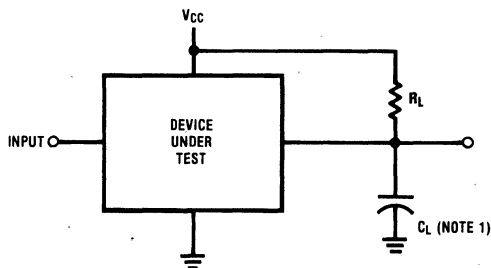 VCC
RL
INPUT
DEVICE
UNDER
TEST
CL (NOTE 1)